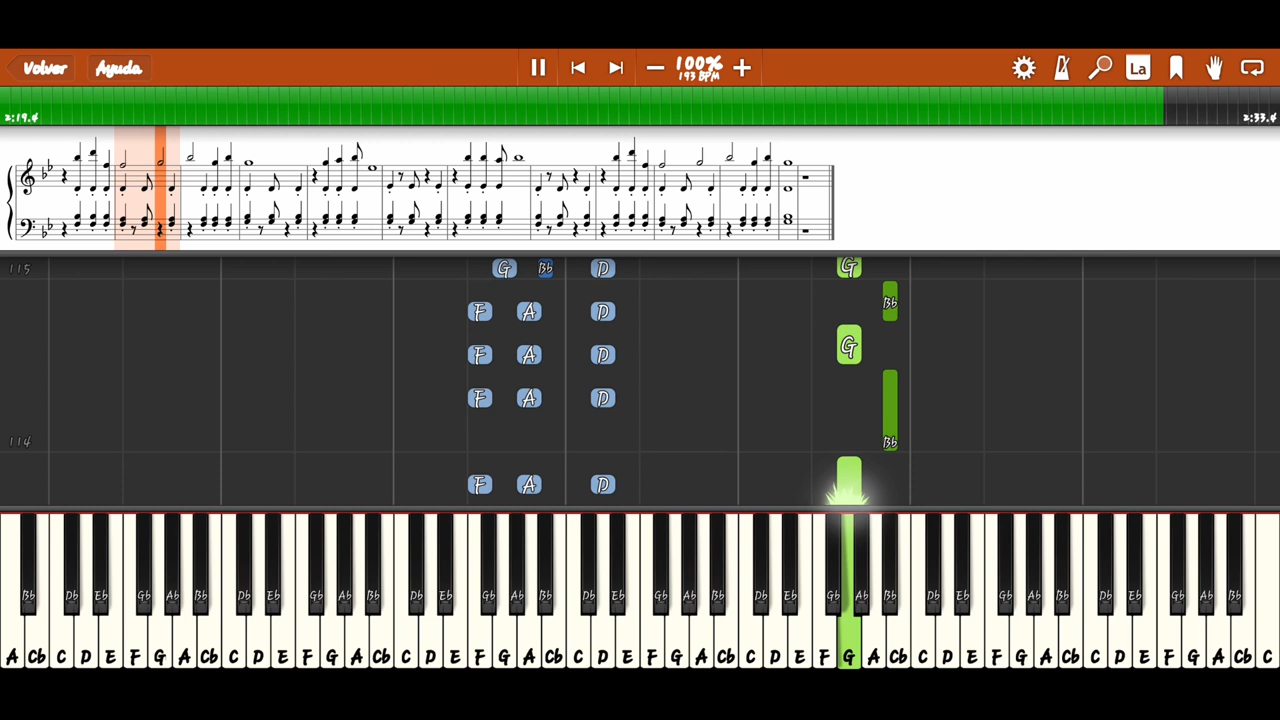 Volver Ayuda 100% La
193 BPM
2:19.4 2:33.4
115 G Bb D G
Bb
F A D
G
F A D
F A D
114 Bb
F A D
Bb Db Eb Gb Ab Bb Db Eb Gb Ab Bb Db Eb Gb Ab Bb Db Eb Gb Ab Bb Db Eb Gb Ab Bb Db Eb Gb Ab Bb Db Eb Gb Ab Bb
A Cb C D E F G A Cb C D E F G A Cb C D E F G A Cb C D E F G A Cb C D E F G A Cb C D E F G A Cb C D E F G A Cb C